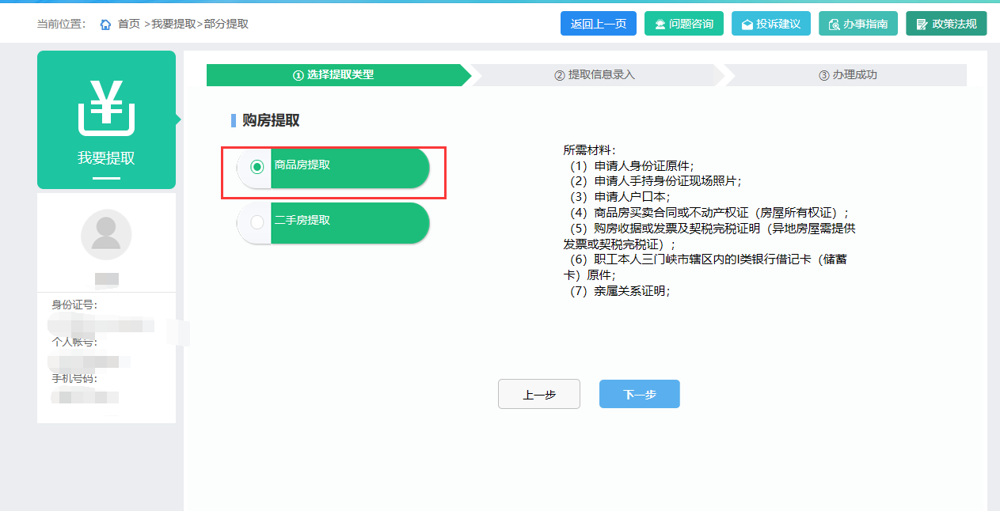 当前位置： 首页 >我要提取>部分提取
返回上一页
问题咨询
投诉建议
办事指南
政策法规
¥
我要提取
身份证号：
个人账号：
手机号码：
① 选择提取类型
② 提取信息录入
③ 办理成功
购房提取
商品房提取
二手房提取
所需材料：
（1）申请人身份证原件；
（2）申请人手持身份证现场照片；
（3）申请人户口本；
（4）商品房买卖合同或不动产权证（房屋所有权证）；
（5）购房收据或发票及契税完税证明（异地房屋需提供
发票或契税完税证）；
（6）职工本人三门峡市辖区内的I类银行借记卡（储蓄
卡）原件；
（7）亲属关系证明；
上一步
下一步